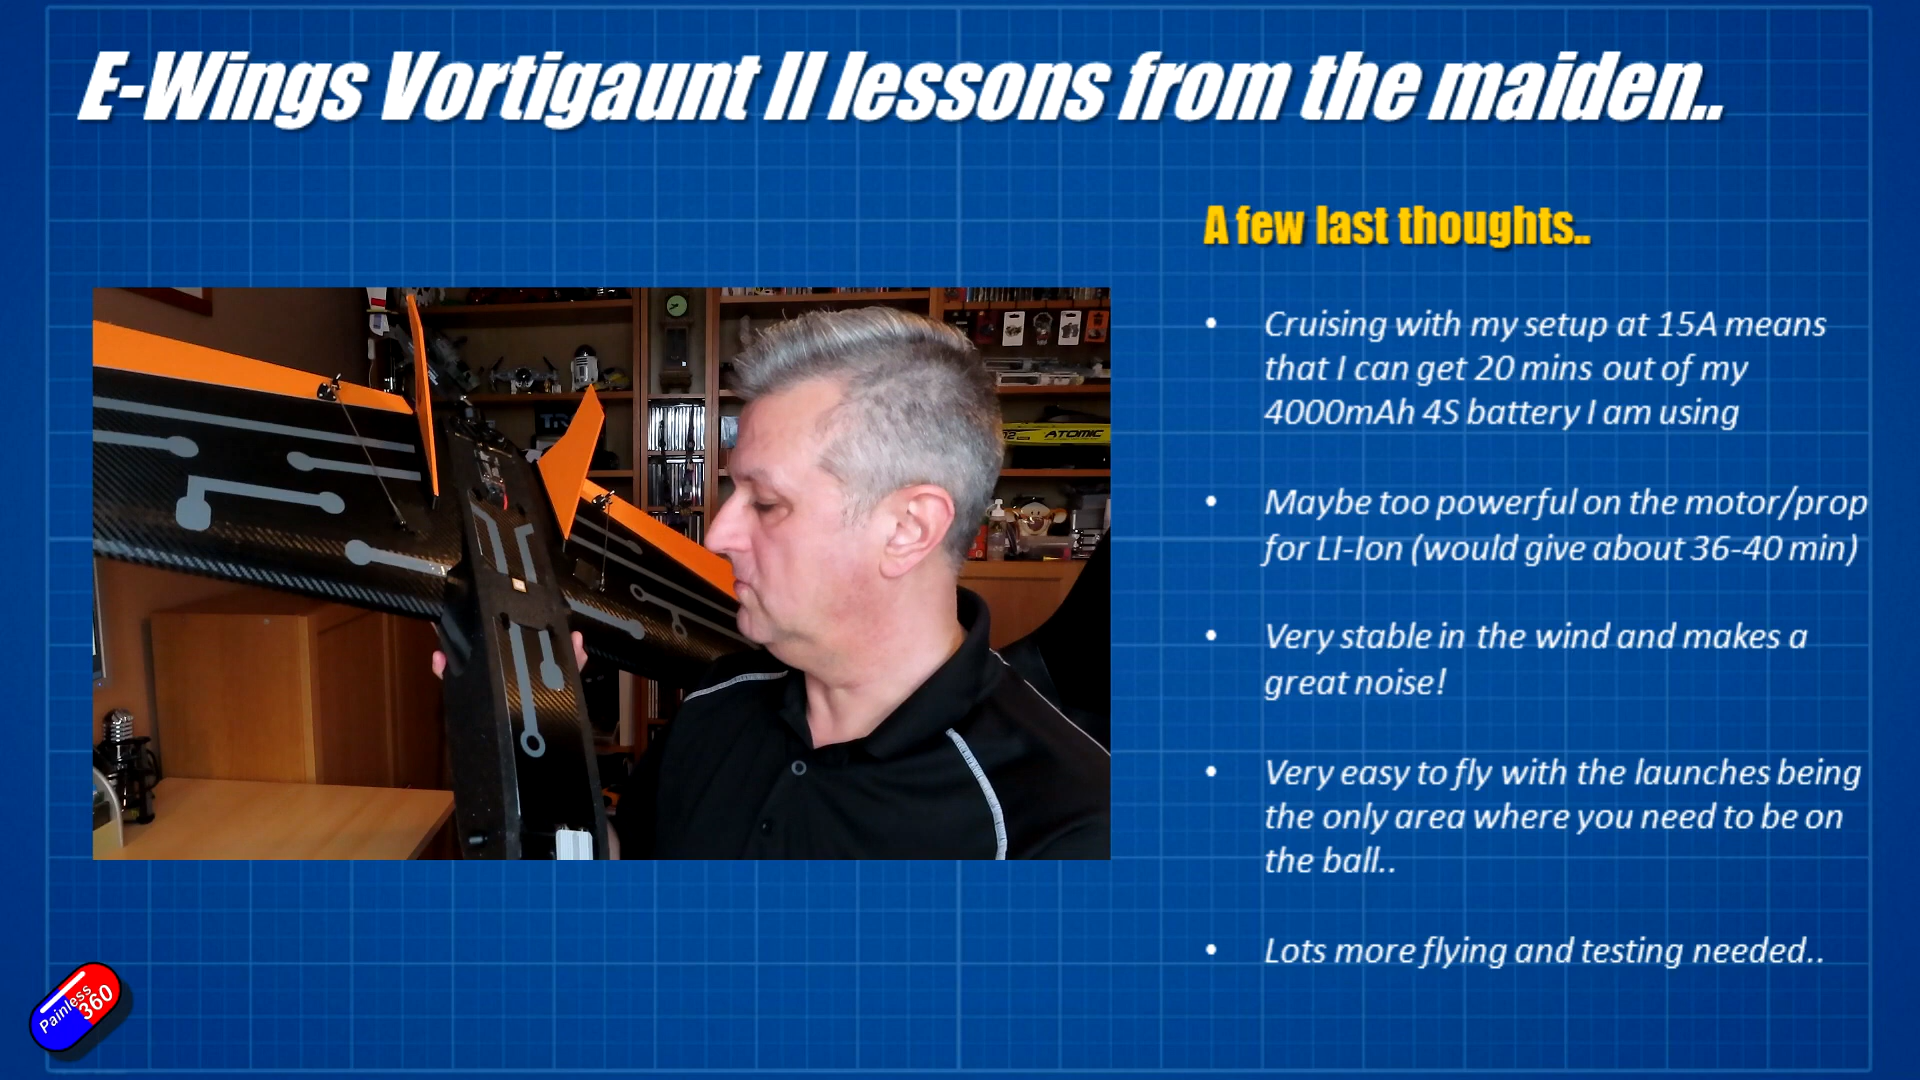 E-Wings Vortigaunt II lessons from the maiden..
A few last thoughts..
• Cruising with my setup at 15A means
that I can get 20 mins out of my
4000mAh 4S battery I am using
• Maybe too powerful on the motor/prop
for LI-Ion (would give about 36-40 min)
• Very stable in the wind and makes a
great noise!
• Very easy to fly with the launches being
the only area where you need to be on
the ball..
• Lots more flying and testing needed..
ATOMIC
Painless
360